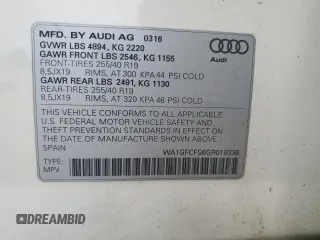 MFD. BY AUDI AG 0316
GVWR LBS 4894, KG 2220
GAWR FRONT LBS 2546, KG 1155
FRONT-TIRES 255/40 R19
8,5JX19 RIMS, AT 300 KPA 44 PSI COLD
GAWR REAR LBS 2491, KG 1130
REAR-TIRES 255/40 R19
8,5JX19 RIMS, AT 320 KPA 46 PSI COLD
Audi
THIS VEHICLE CONFORMS TO ALL APPLICABLE
U.S. FEDERAL MOTOR VEHICLE SAFETY AND
THEFT PREVENTION STANDARDS IN EFFECT ON THE
DATE OF MANUFACTURE SHOWN ABOVE.
SPAIN
WA1GFCFS6GR019336
TYPE:
MPV
DREAMBID
DREAMBID.COM